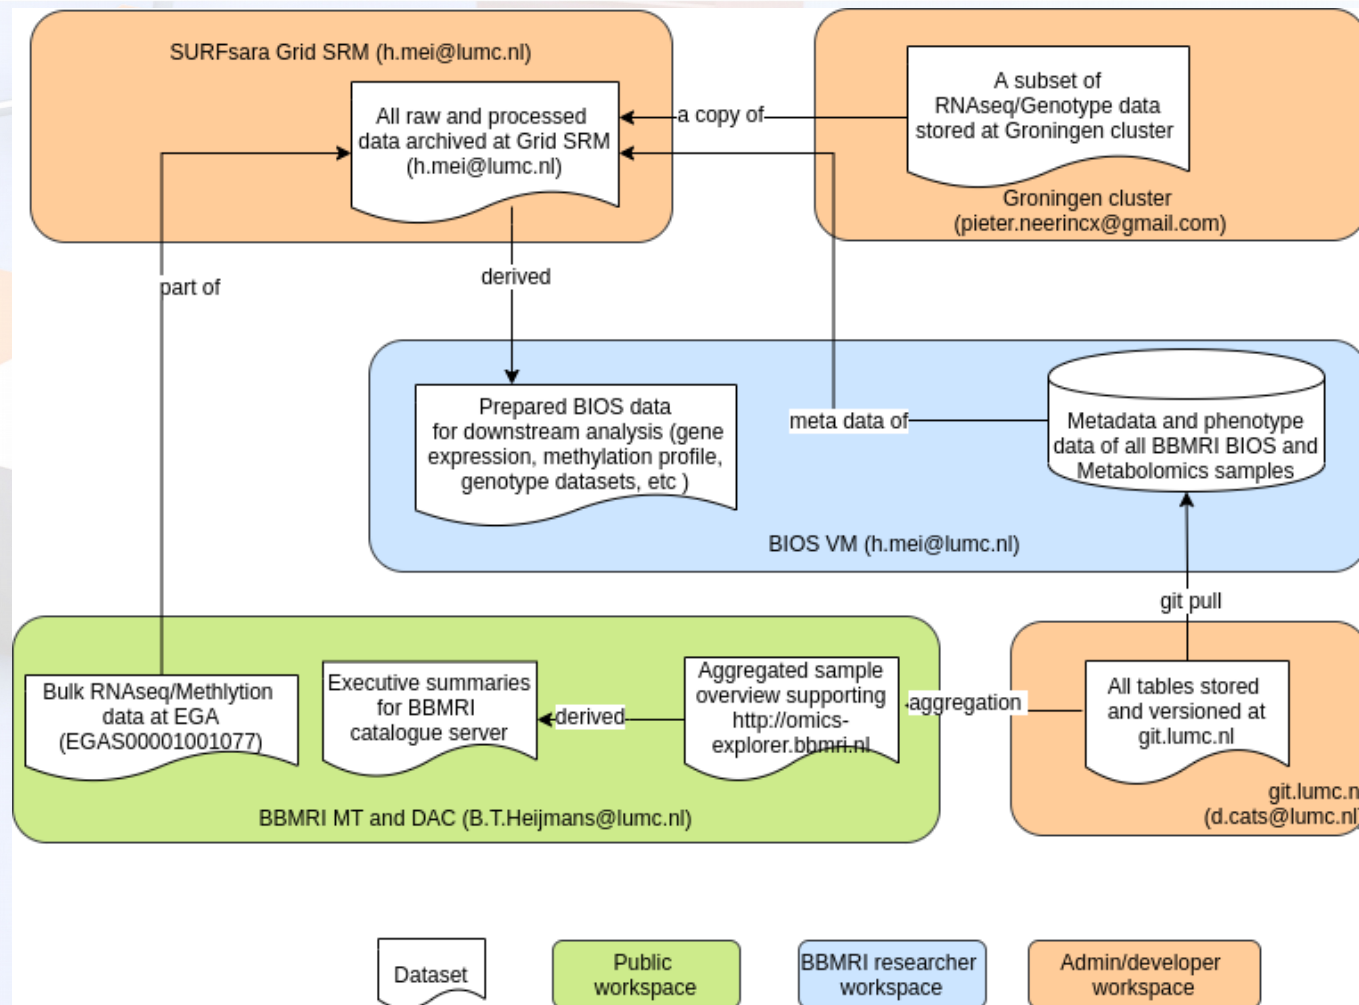 SURFsara Grid SRM (h.mei@lumc.nl)
All raw and processed
data archived at Grid SRM
(h.mei@lumc.nl)
a copy of
A subset of
RNAseq/Genotype data
stored at Groningen cluster
Groningen cluster
(pieter.neerincx@gmail.com)
part of
derived
Prepared BIOS data
for downstream analysis (gene
expression, methylation profile,
genotype datasets, etc )
meta data of
Metadata and phenotype
data of all BBMRI BIOS and
Metabolomics samples
BIOS VM (h.mei@lumc.nl)
git pull
Bulk RNAseq/Methlytion
data at EGA
(EGAS00001001077)
Executive summaries
for BBMRI
catalogue server
derived
Aggregated sample
overview supporting
http://omics-
explorer.bbmri.nl
aggregation
All tables stored
and versioned at
git.lumc.nl
BBMRI MT and DAC (B.T.Heijmans@lumc.nl)
git.lumc.n
(d.cats@lumc.nl)
Dataset
Public
workspace
BBMRI researcher
workspace
Admin/developer
workspace